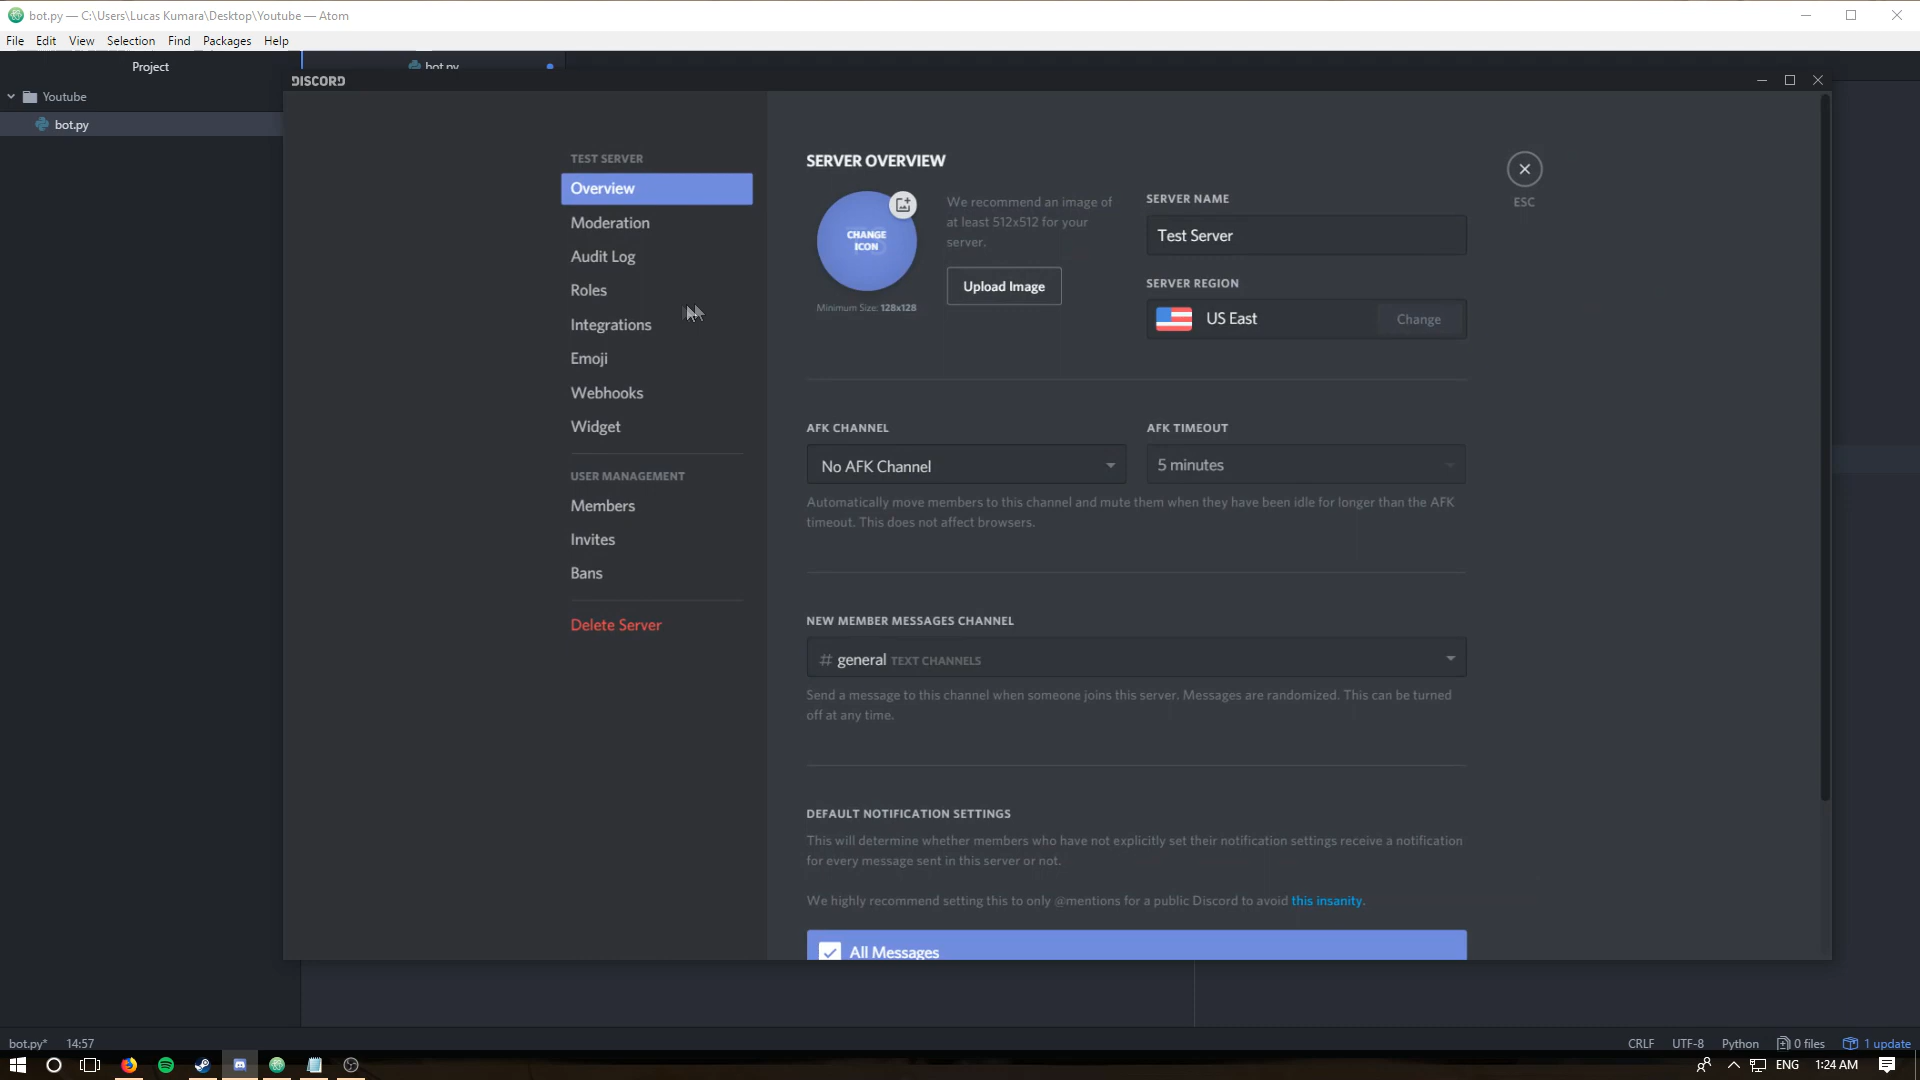 bot.py — C:\Users\Lucas Kumara\Desktop\Youtube — Atom
File Edit View Selection Find Packages Help
Project
bot.py
DISCORD
Youtube
bot.py
TEST SERVER
Overview
Moderation
Audit Log
Roles
Integrations
Emoji
Webhooks
Widget
USER MANAGEMENT
Members
Invites
Bans
Delete Server
SERVER OVERVIEW
CHANGE
ICON
Minimum Size: 128x128
We recommend an image of
at least 512x512 for your
server.
Upload Image
SERVER NAME
Test Server
SERVER REGION
US East
Change
ESC
AFK CHANNEL
No AFK Channel
AFK TIMEOUT
5 minutes
Automatically move members to this channel and mute them when they have been idle for longer than the AFK
timeout. This does not affect browsers.
NEW MEMBER MESSAGES CHANNEL
# general TEXT CHANNELS
Send a message to this channel when someone joins this server. Messages are randomized. This can be turned
off at any time.
DEFAULT NOTIFICATION SETTINGS
This will determine whether members who have not explicitly set their notification settings receive a notification
for every message sent in this server or not.
We highly recommend setting this to only @mentions for a public Discord to avoid this insanity.
All Messages
bot.py* 14:57
CRLF UTF-8 Python 0 files 1 update
ENG 1:24 AM